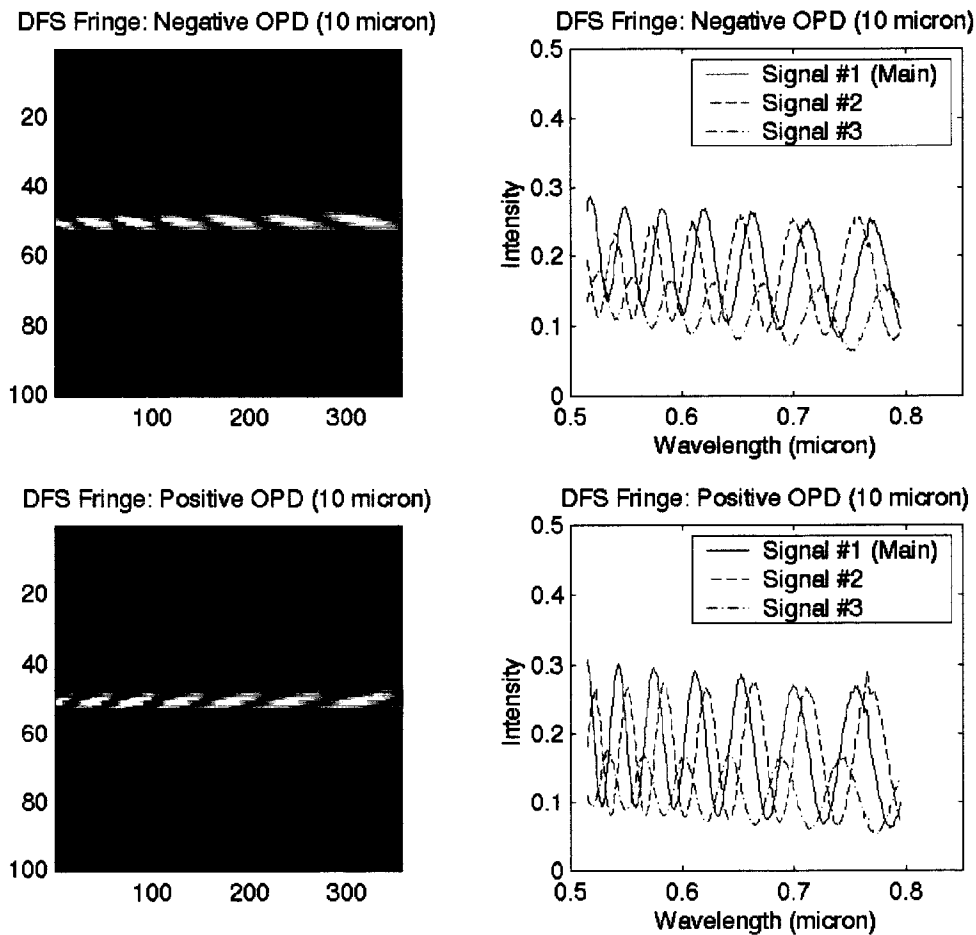 DFS Fringe: Negative OPD (10 micron)
20
40
60
80
100
100
200
300
DFS Fringe: Negative OPD (10 micron)
0.5
0.4
0.3
0.2
0.1
0
Intensity
Signal #1 (Main)
Signal #2
Signal #3
0.5
0.6
0.7
0.8
Wavelength (micron)
DFS Fringe: Positive OPD (10 micron)
20
40
60
80
100
100
200
300
DFS Fringe: Positive OPD (10 micron)
0.5
0.4
0.3
0.2
0.1
0
Intensity
Signal #1 (Main)
Signal #2
Signal #3
0.5
0.6
0.7
0.8
Wavelength (micron)